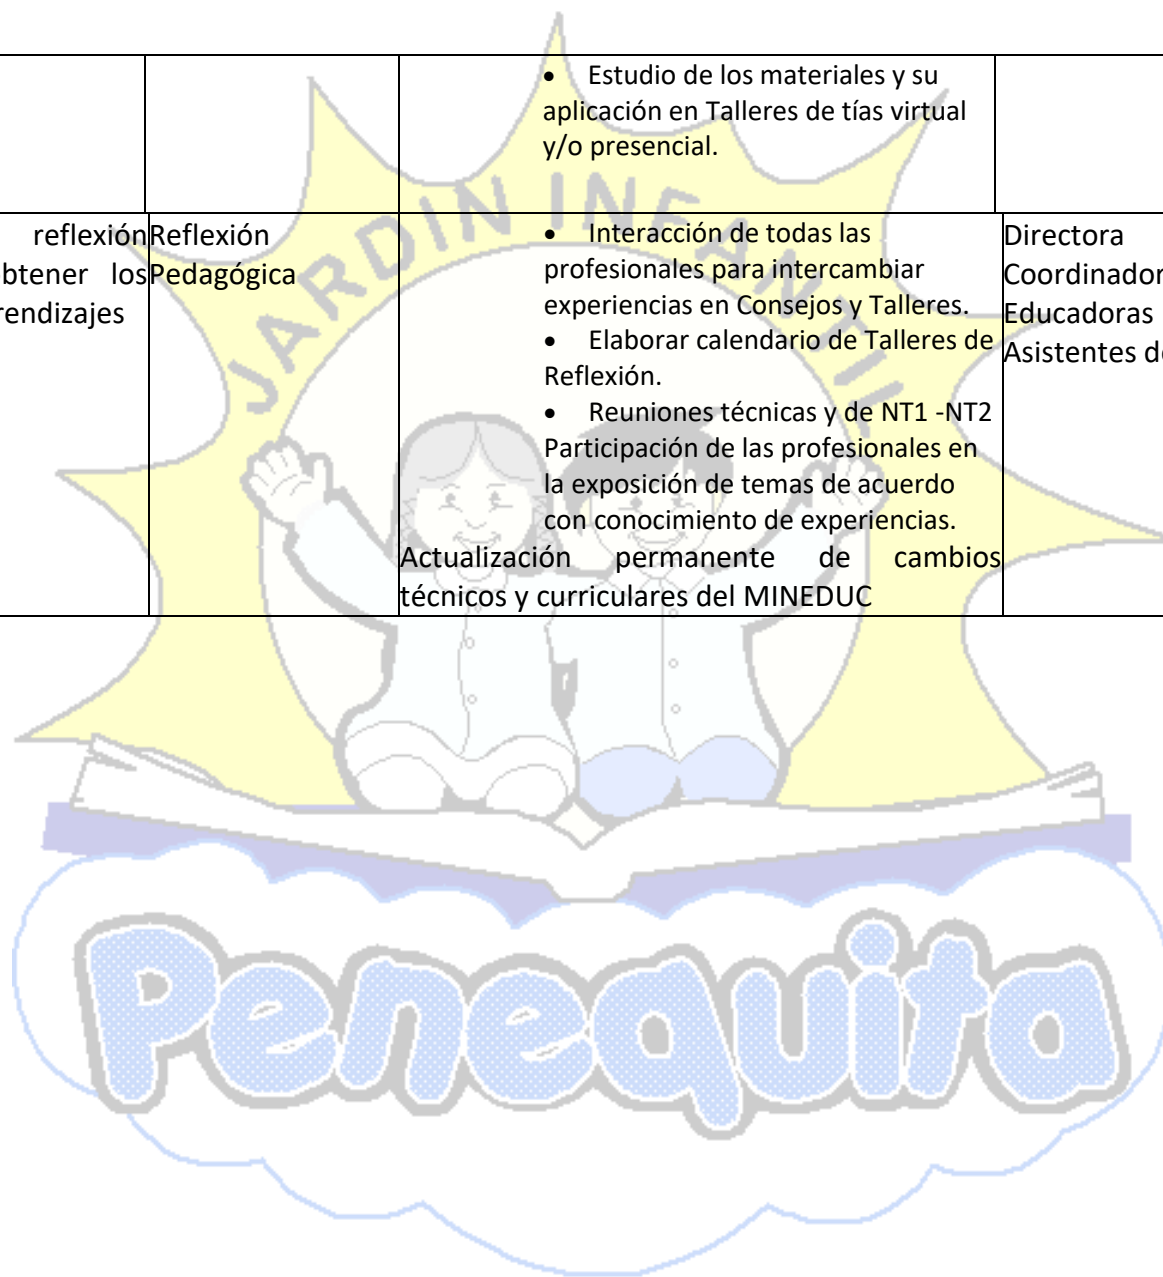 • Estudio de los materiales y su
aplicación en Talleres de tías virtual
y/o presencial.
reflexión
los
Reflexión
Pedagógica
• Interacción de todas las
profesionales para intercambiar
experiencias en Consejos y Talleres.
• Elaborar calendario de Talleres de
Reflexión.
• Reuniones técnicas y de NT1 -NT2
Participación de las profesionales en
la exposición de temas de acuerdo
con conocimiento de experiencias.
Actualización permanente de cambios
técnicos y curriculares del MINEDUC
Directora
Educadoras
Asistentes
JARDIN INFANTIL
Penequita